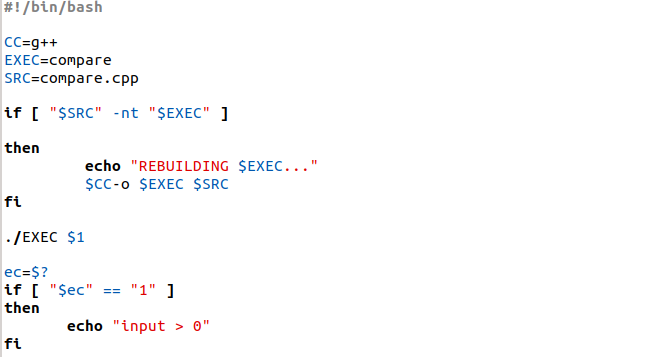 #!/bin/bash
CC=g++
EXEC=compare
SRC=compare.cpp
if [ "$SRC" -nt "$EXEC" ]
then
echo "REBUILDING $EXEC..."
$CC-o $EXEC $SRC
fi
./EXEC $1
ec=$?
if [ "$ec" == "1" ]
then
echo "input > 0"
fi